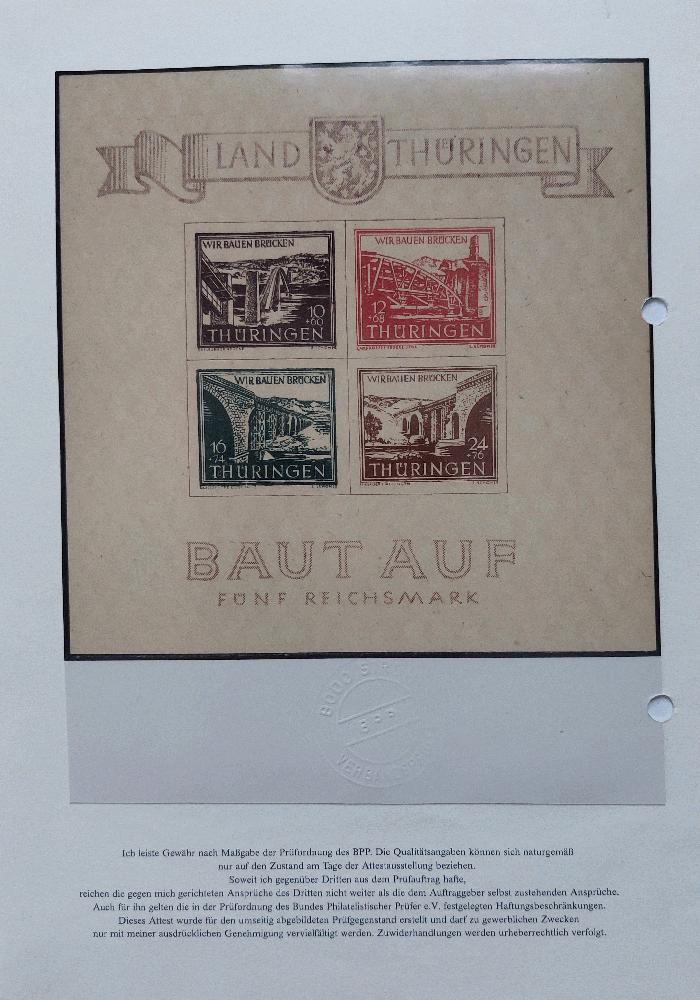 LAND THÜRINGEN
WIR BAUEN BRÜCKEN
10
+60
THÜRINGEN
WIR BAUEN BRÜCKEN
12
+68
THÜRINGEN
WIR BAUEN BRÜCKEN
16
+74
THÜRINGEN
WIR BAUEN BRÜCKEN
24
+76
THÜRINGEN
BAUT AUF
FÜNF REICHSMARK
BODO
BPP
Ich leiste Gewähr nach Maßgabe der Prüfordnung des BPP. Die Qualitätsangaben können sich naturgemäß
nur auf den Zustand am Tage der Attestausstellung beziehen.
Soweit ich gegenüber Dritten aus dem Prüfauftrag hafte,
reichen die gegen mich gerichteten Ansprüche des Dritten nicht weiter als die dem Auftraggeber selbst zustehenden Ansprüche.
Auch für ihn gelten die in der Prüfordnung des Bundes Philatelistischer Prüfer e.V. festgelegten Haftungsbeschränkungen.
Dieses Attest wurde für den umseitig abgebildeten Prüfgegenstand erstellt und darf zu gewerblichen Zwecken
nur mit meiner ausdrücklichen Genehmigung vervielfältigt werden. Zuwiderhandlungen werden urheberrechtlich verfolgt.